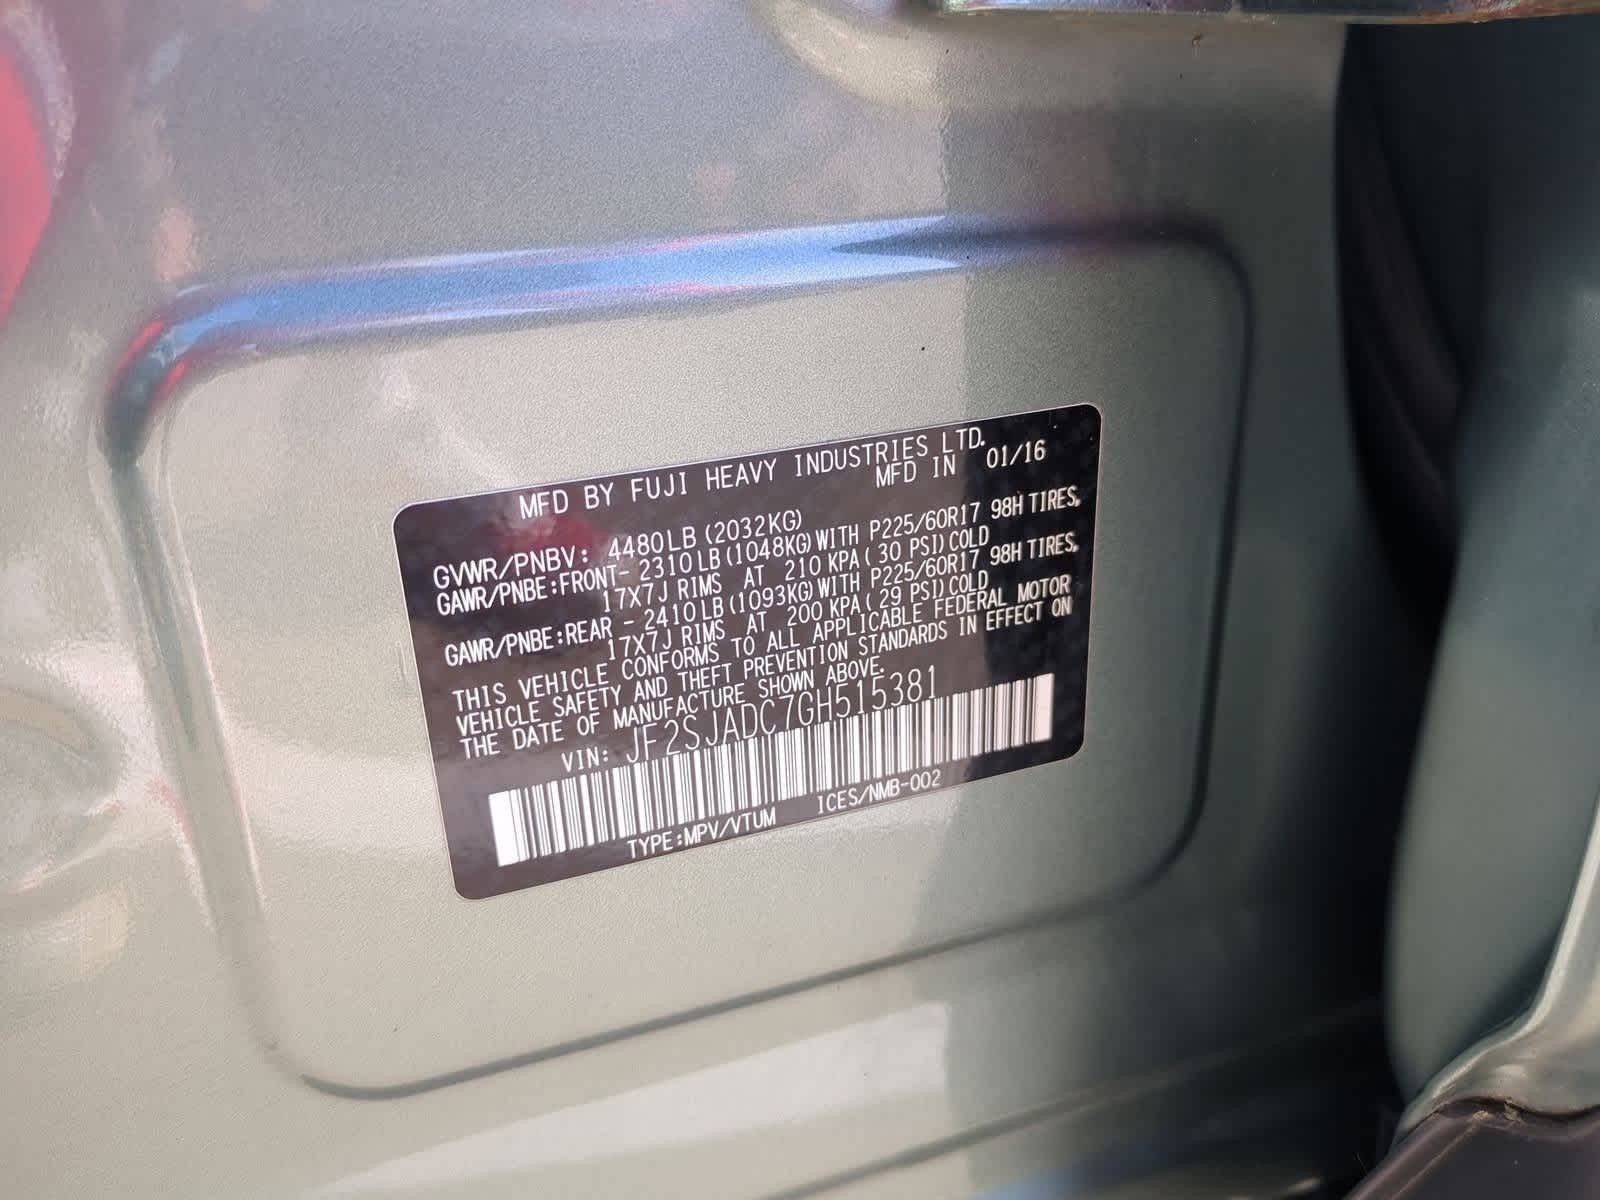 MFD BY FUJI HEAVY INDUSTRIES LTD.
MFD IN 01/16
GVWR/PNBV: 4480LB(2032KG)
GAWR/PNBE:FRONT- 2310LB(1048KG)WITH P225/60R17 98H TIRES,
17X7J RIMS AT 210 KPA( 30 PSI)COLD
GAWR/PNBE:REAR - 2410LB(1093KG)WITH P225/60R17 98H TIRES,
17X7J RIMS AT 200 KPA( 29 PSI)COLD
THIS VEHICLE CONFORMS TO ALL APPLICABLE FEDERAL MOTOR
VEHICLE SAFETY AND THEFT PREVENTION STANDARDS IN EFFECT ON
THE DATE OF MANUFACTURE SHOWN ABOVE.
VIN: JF2SJADC7GH515381
TYPE:MPV/VTUM ICES/NMB-002